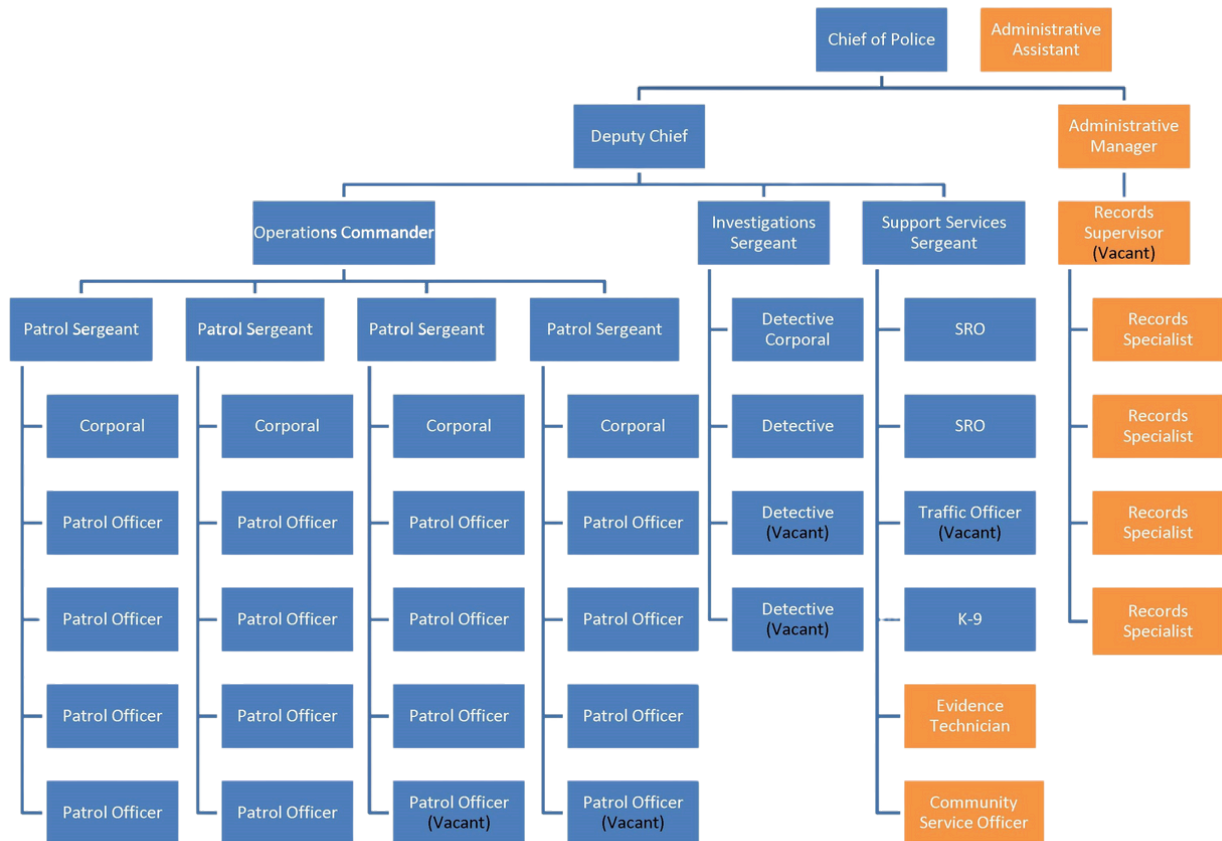 Chief of Police
Administrative
Assistant
Deputy Chief
Administrative
Manager
Operations Commander
Investigations
Sergeant
Support Services
Sergeant
Records
Supervisor
(Vacant)
Patrol Sergeant
Patrol Sergeant
Patrol Sergeant
Patrol Sergeant
Detective
Corporal
SRO
Records
Specialist
Corporal
Corporal
Corporal
Corporal
Detective
SRO
Records
Specialist
Patrol Officer
Patrol Officer
Patrol Officer
Patrol Officer
Detective
(Vacant)
Traffic Officer
(Vacant)
Records
Specialist
Patrol Officer
Patrol Officer
Patrol Officer
Patrol Officer
Detective
(Vacant)
K-9
Records
Specialist
Patrol Officer
Patrol Officer
Patrol Officer
Patrol Officer
Evidence
Technician
Patrol Officer
Patrol Officer
Patrol Officer
(Vacant)
Patrol Officer
(Vacant)
Community
Service Officer